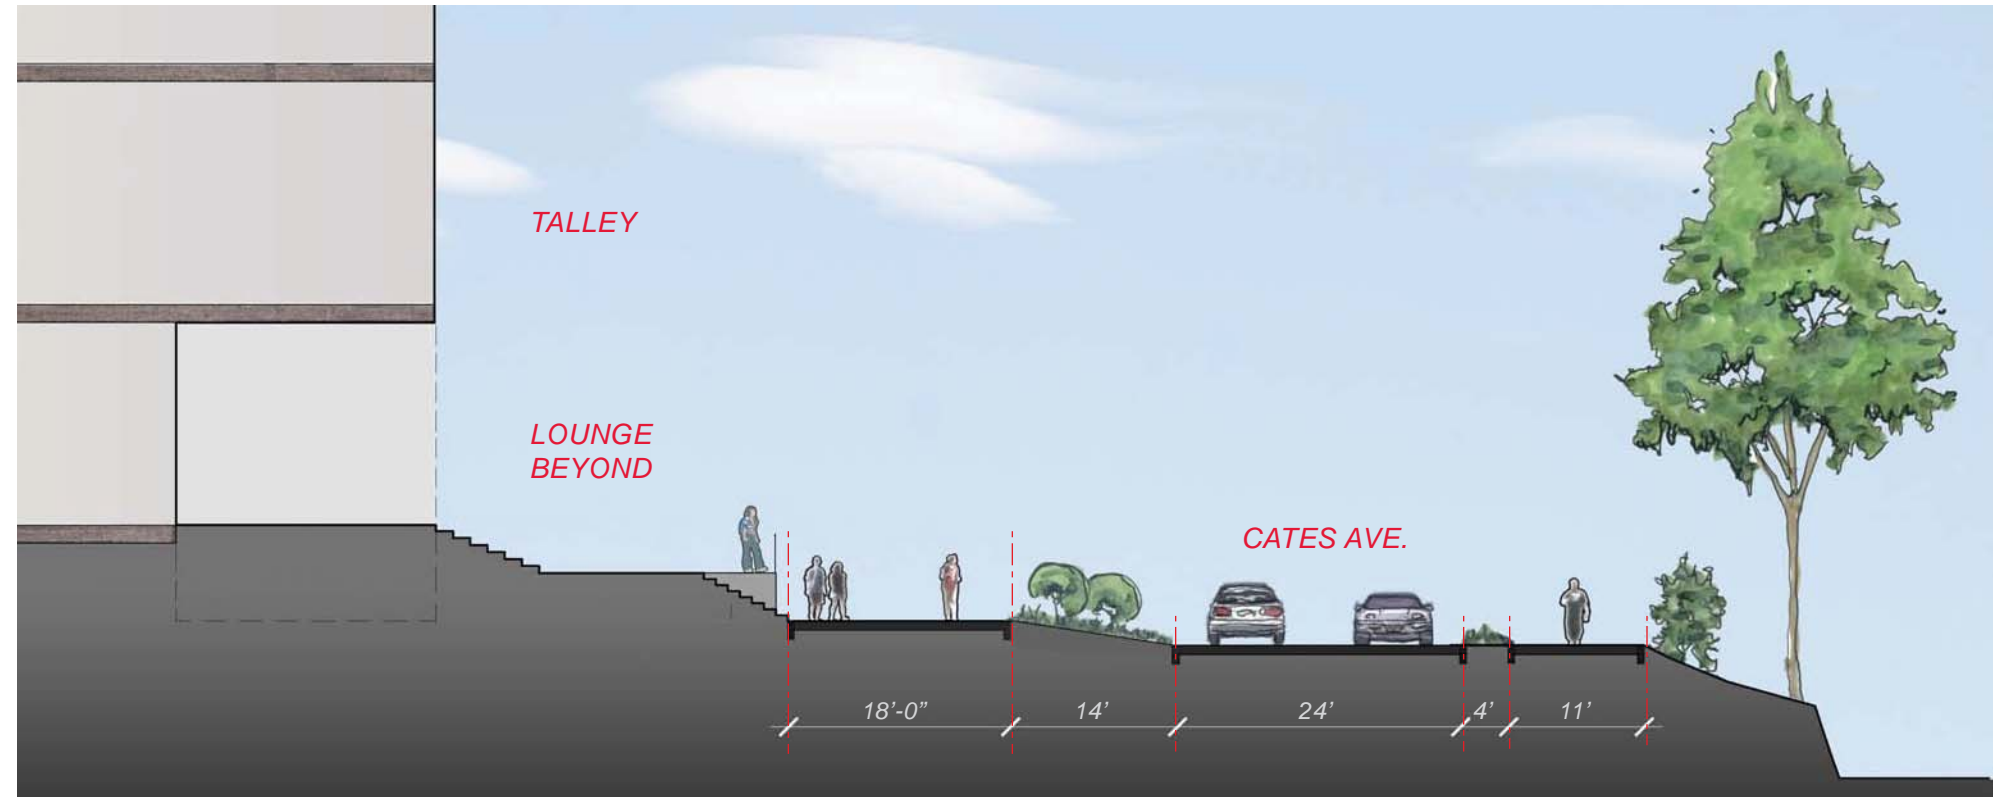 TALLEY
LOUNGE
BEYOND
CATES AVE.
18’-0”
14’
24’
4’
11’